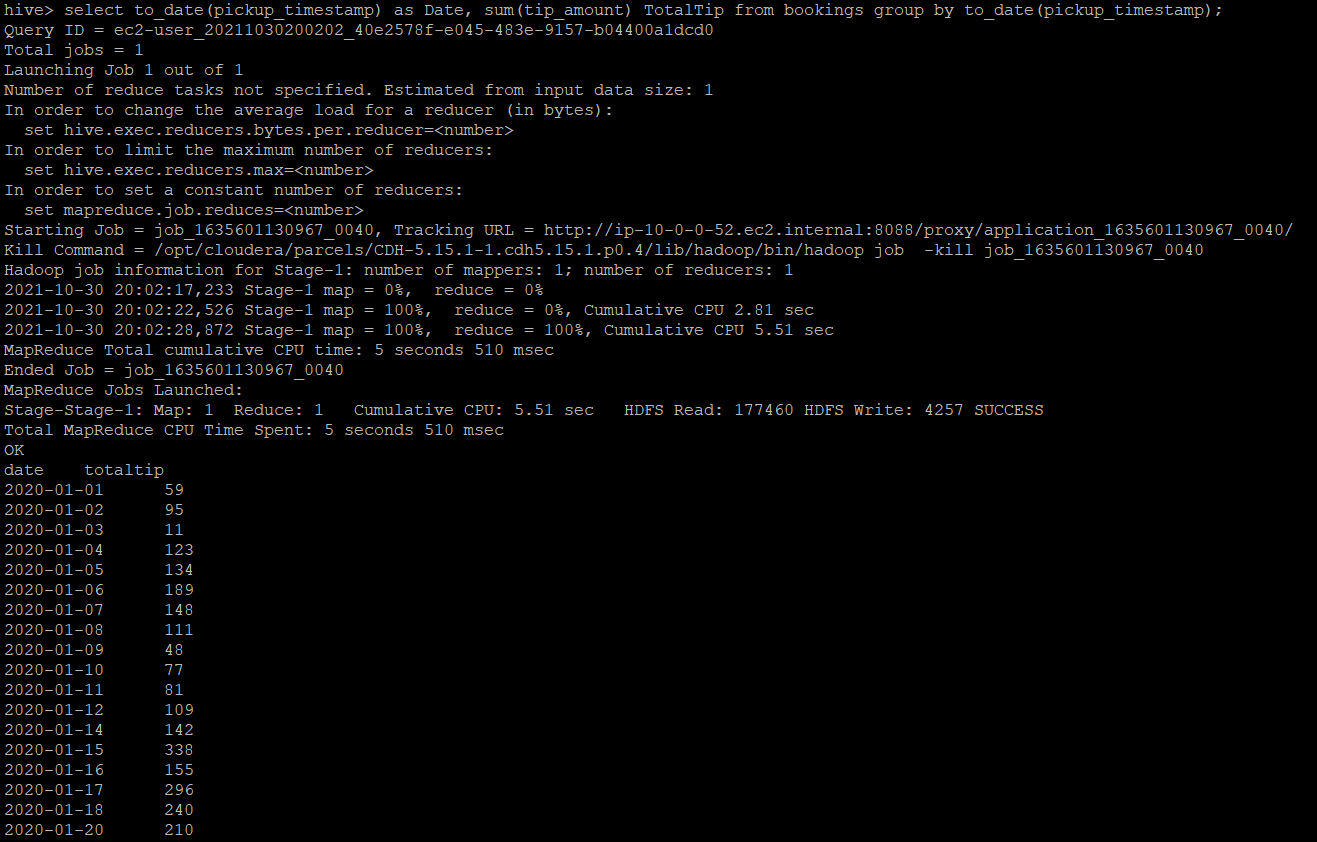 hive> select to_date(pickup_timestamp) as Date, sum(tip_amount) TotalTip from bookings group by to_date(pickup_timestamp);
Query ID = ec2-user_20211030200202_40e2578f-e045-483e-9157-b04400a1dcd0
Total jobs = 1
Launching Job 1 out of 1
Number of reduce tasks not specified. Estimated from input data size: 1
In order to change the average load for a reducer (in bytes):
  set hive.exec.reducers.bytes.per.reducer=<number>
In order to limit the maximum number of reducers:
  set hive.exec.reducers.max=<number>
In order to set a constant number of reducers:
  set mapreduce.job.reduces=<number>
Starting Job = job_1635601130967_0040, Tracking URL = http://ip-10-0-0-52.ec2.internal:8088/proxy/application_1635601130967_0040/
Kill Command = /opt/cloudera/parcels/CDH-5.15.1-1.cdh5.15.1.p0.4/lib/hadoop/bin/hadoop job  -kill job_1635601130967_0040
Hadoop job information for Stage-1: number of mappers: 1; number of reducers: 1
2021-10-30 20:02:17,233 Stage-1 map = 0%,  reduce = 0%
2021-10-30 20:02:22,526 Stage-1 map = 100%,  reduce = 0%, Cumulative CPU 2.81 sec
2021-10-30 20:02:28,872 Stage-1 map = 100%,  reduce = 100%, Cumulative CPU 5.51 sec
MapReduce Total cumulative CPU time: 5 seconds 510 msec
Ended Job = job_1635601130967_0040
MapReduce Jobs Launched:
Stage-Stage-1: Map: 1  Reduce: 1   Cumulative CPU: 5.51 sec   HDFS Read: 177460 HDFS Write: 4257 SUCCESS
Total MapReduce CPU Time Spent: 5 seconds 510 msec
OK
date    totaltip
2020-01-01      59
2020-01-02      95
2020-01-03      11
2020-01-04      123
2020-01-05      134
2020-01-06      189
2020-01-07      148
2020-01-08      111
2020-01-09      48
2020-01-10      77
2020-01-11      81
2020-01-12      109
2020-01-14      142
2020-01-15      338
2020-01-16      155
2020-01-17      296
2020-01-18      240
2020-01-20      210